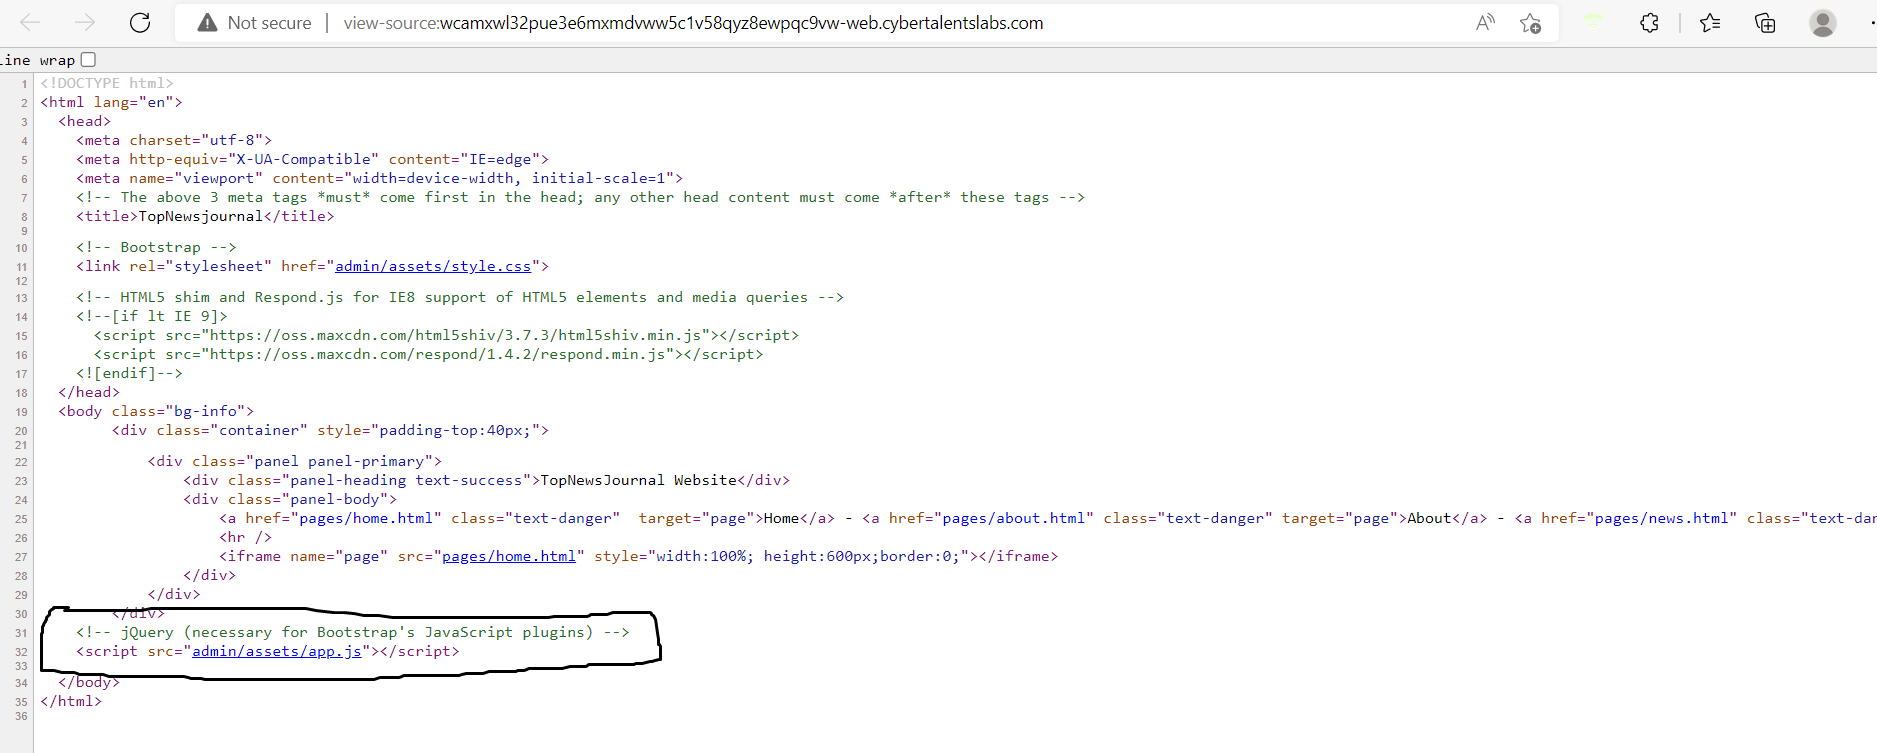 Not secure | view-source:wcamxwl32pue3e6mxmdvww5c1v58qyz8ewpqc9vw-web.cybertalentslabs.com
ine wrap
1 <!DOCTYPE html>
2 <html lang="en">
3 <head>
4 <meta charset="utf-8">
5 <meta http-equiv="X-UA-Compatible" content="IE=edge">
6 <meta name="viewport" content="width=device-width, initial-scale=1">
7 <!-- The above 3 meta tags *must* come first in the head; any other head content must come *after* these tags -->
8 <title>TopNewsjournal</title>
9
10 <!-- Bootstrap -->
11 <link rel="stylesheet" href="admin/assets/style.css">
12
13 <!-- HTML5 shim and Respond.js for IE8 support of HTML5 elements and media queries -->
14 <!--[if lt IE 9]>
15 <script src="https://oss.maxcdn.com/html5shiv/3.7.3/html5shiv.min.js"></script>
16 <script src="https://oss.maxcdn.com/respond/1.4.2/respond.min.js"></script>
17 <![endif]-->
18 </head>
19 <body class="bg-info">
20 <div class="container" style="padding-top:40px;">
21
22 <div class="panel panel-primary">
23 <div class="panel-heading text-success">TopNewsJournal Website</div>
24 <div class="panel-body">
25 <a href="pages/home.html" class="text-danger"  target="page">Home</a> - <a href="pages/about.html" class="text-danger" target="page">About</a> - <a href="pages/news.html" class="text-dan
26 <hr />
27 <iframe name="page" src="pages/home.html" style="width:100%; height:600px;border:0;"></iframe>
28 </div>
29 </div>
30 </div>
31 <!-- jQuery (necessary for Bootstrap's JavaScript plugins) -->
32 <script src="admin/assets/app.js"></script>
33
34 </body>
35 </html>
36